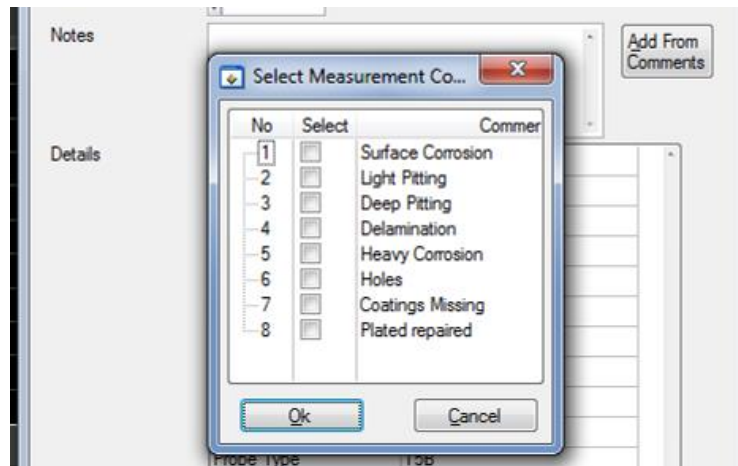 Notes
Add From
Comments
Select Measurement Co...
No Select Commer
1 Surface Corrosion
2 Light Pitting
3 Deep Pitting
4 Delamination
5 Heavy Corrosion
6 Holes
7 Coatings Missing
8 Plated repaired
Details
Ok Cancel
Probe Type T5B